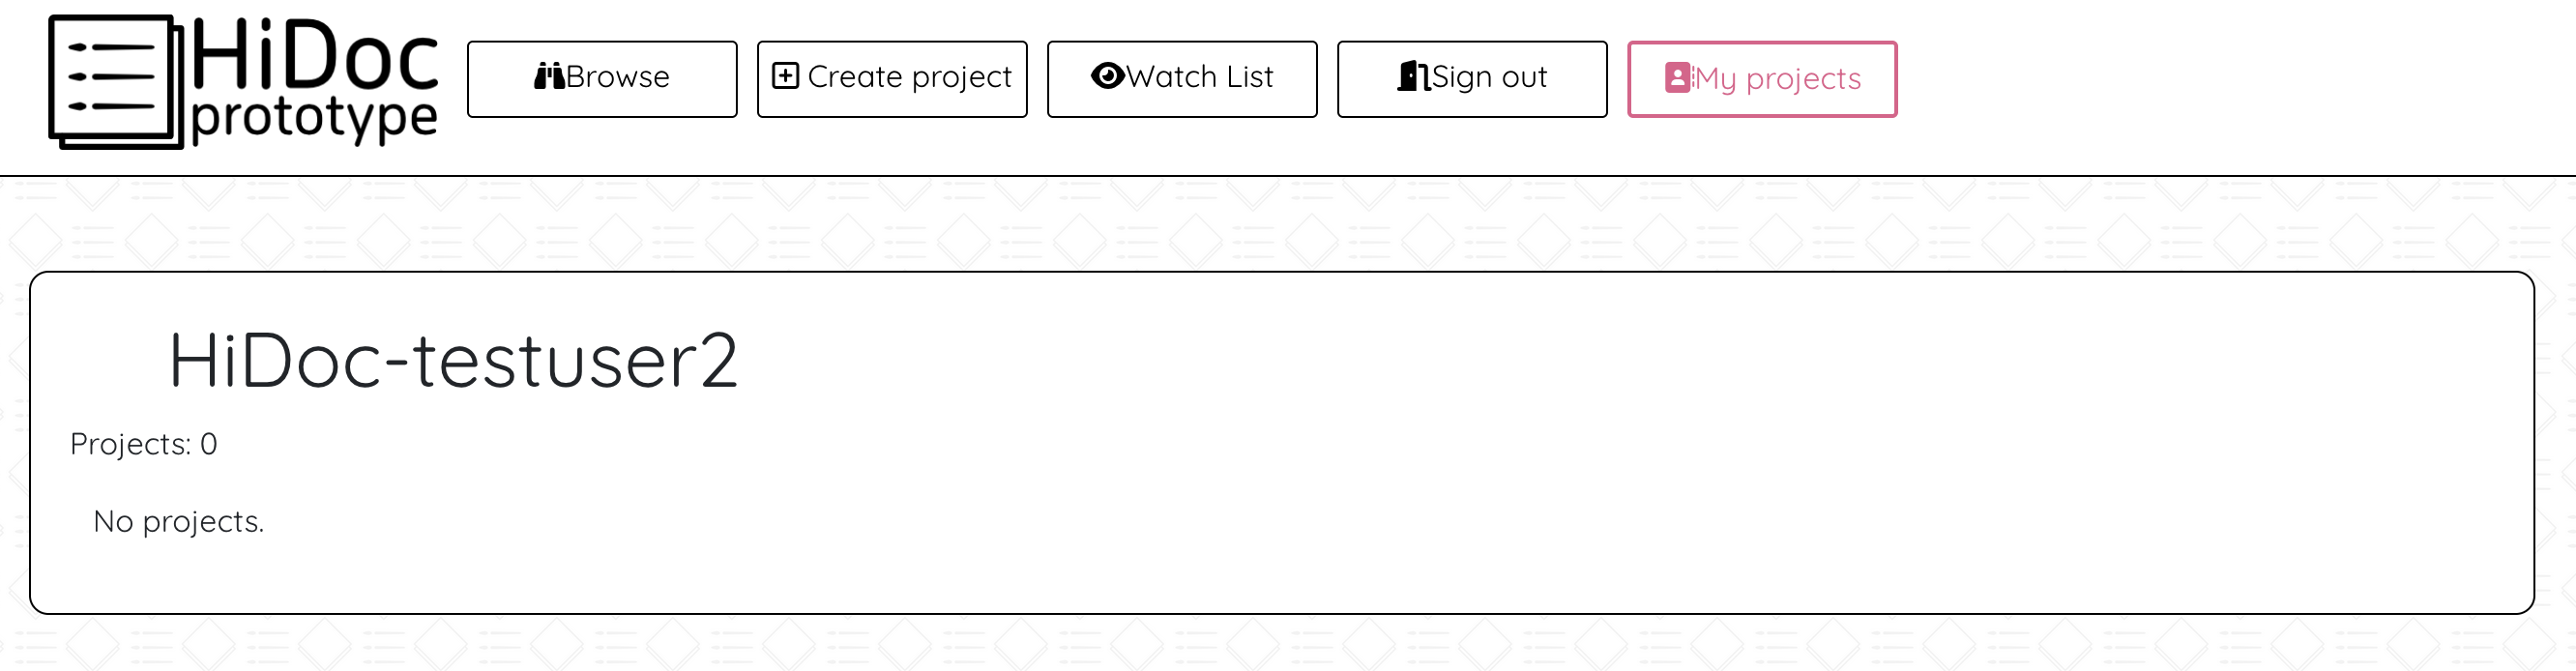 HiDoc
prototype
Browse
Create project
Watch List
Sign out
My projects
HiDoc-testuser2
Projects: 0
No projects.